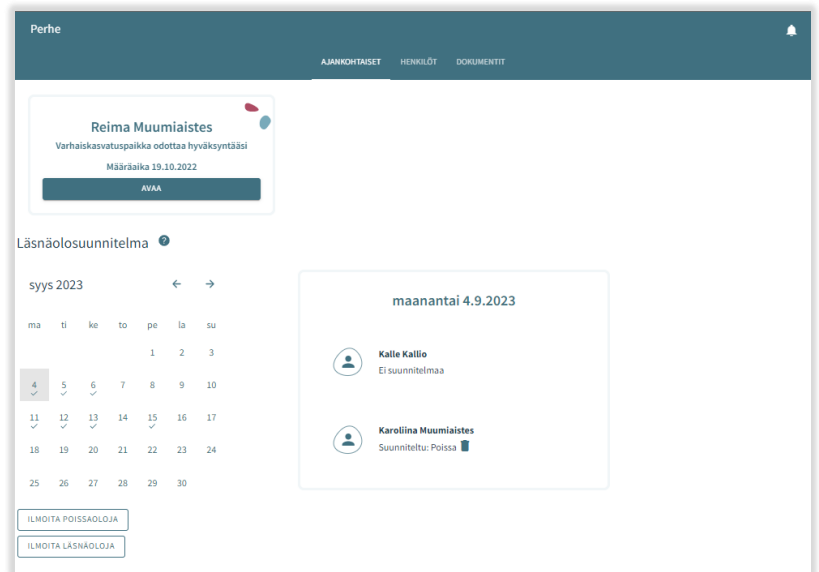 Perhe
AJANKOHTAISET HENKILÖT DOKUMENTIT
Reima Muumiaistes
Varhaiskasvatuspaikka odottaa hyväksyntääsi
Määräaika 19.10.2022
AVAA
Läsnäolosuunnitelma ?
syys 2023 ← →
ma ti ke to pe la su
1 2 3
4 5 6 7 8 9 10
11 12 13 14 15 16 17
18 19 20 21 22 23 24
25 26 27 28 29 30
ILMOITA POISSAOLOJA
ILMOITA LÄSNÄOLOJA
maanantai 4.9.2023
Kalle Kallio
Ei suunnitelmaa
Karoliina Muumiaistes
Suunniteltu: Poissa